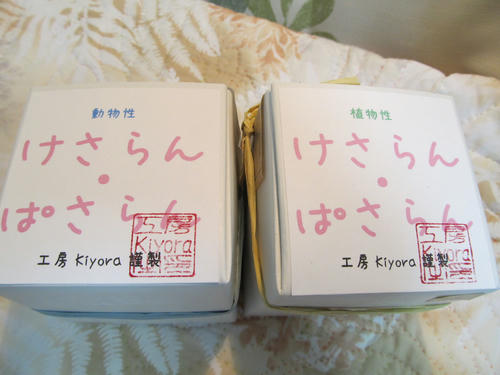 動物性
けさらん
・
ぱさらん
工房
Kiyora
工房 Kiyora 謹製
植物性
けさらん
・
ぱさらん
工房
Kiyora
工房 Kiyora 謹製